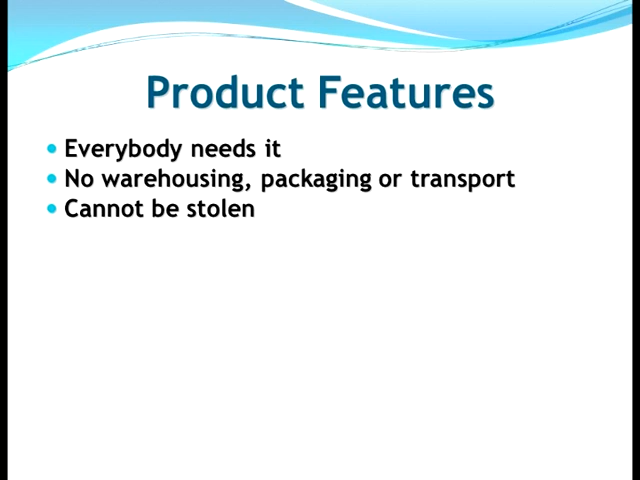 Product Features
• Everybody needs it
• No warehousing, packaging or transport
• Cannot be stolen